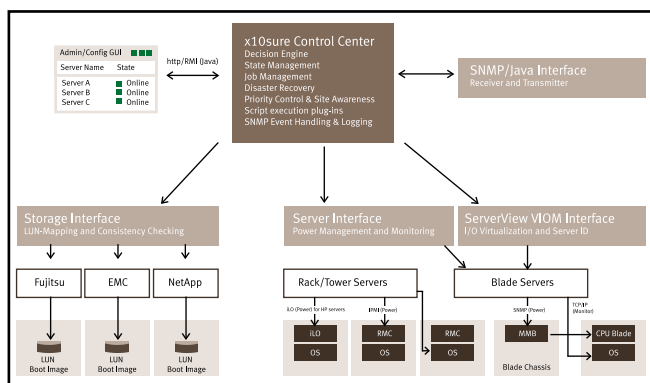 x10sure Control Center
Decision Engine
State Management
Job Management
Disaster Recovery
Priority Control & Site Awareness
Script execution plug-ins
SNMP Event Handling & Logging
Admin/Config GUI
Server Name State
Server A Online
Server B Online
Server C Online
http/RMI (Java)
SNMP/Java Interface
Receiver and Transmitter
Storage Interface
LUN-Mapping and Consistency Checking
Server Interface
Power Management and Monitoring
ServerView VIOM Interface
I/O Virtualization and Server ID
Fujitsu
EMC
NetApp
Rack/Tower Servers
Blade Servers
iLO (Power) for HP servers
IPMI (Power)
SNMP (Power)
TCP/IP
(Monitor)
LUN
Boot Image
LUN
Boot Image
LUN
Boot Image
iLO
OS
RMC
OS
RMC
OS
MMB
Blade Chassis
CPU Blade
OS